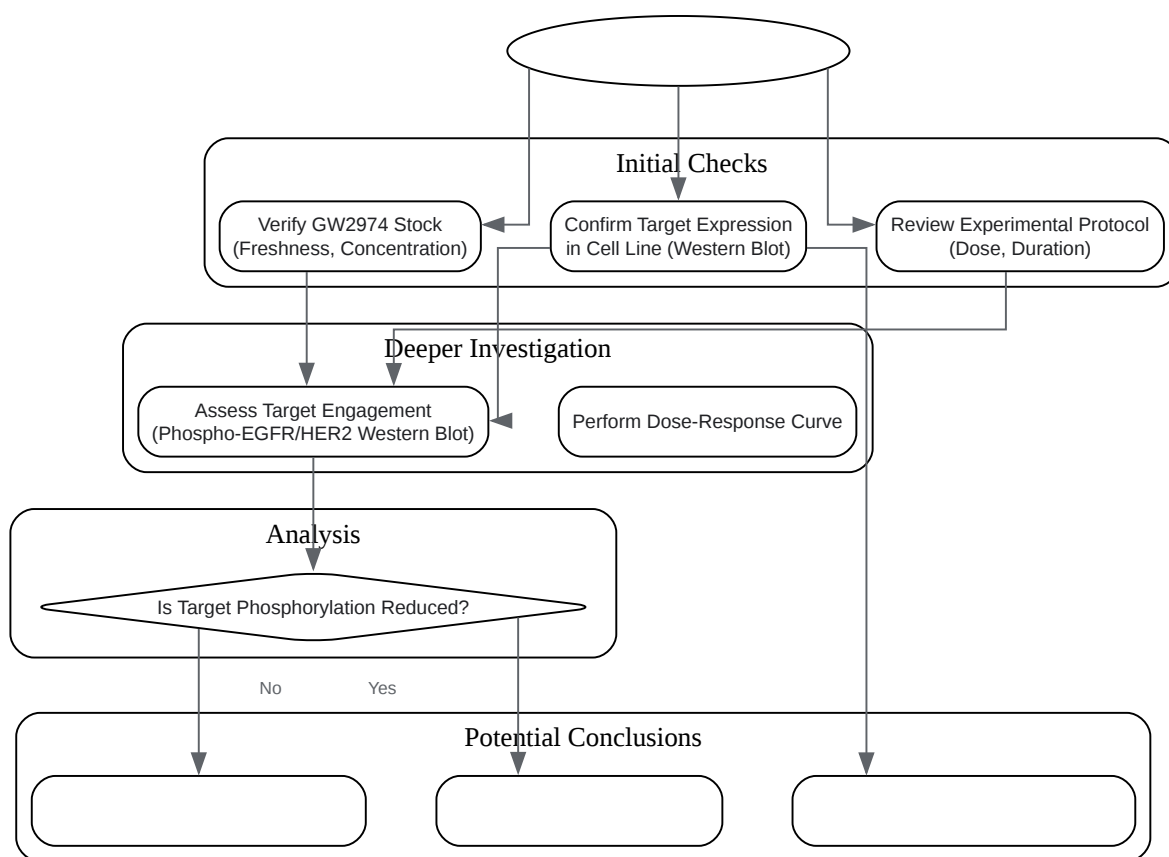 Initial Checks
Verify GW2974 Stock
(Freshness, Concentration)
Confirm Target Expression
in Cell Line (Western Blot)
Review Experimental Protocol
(Dose, Duration)
Deeper Investigation
Assess Target Engagement
(Phospho-EGFR/HER2 Western Blot)
Perform Dose-Response Curve
Analysis
Is Target Phosphorylation Reduced?
No
Yes
Potential Conclusions